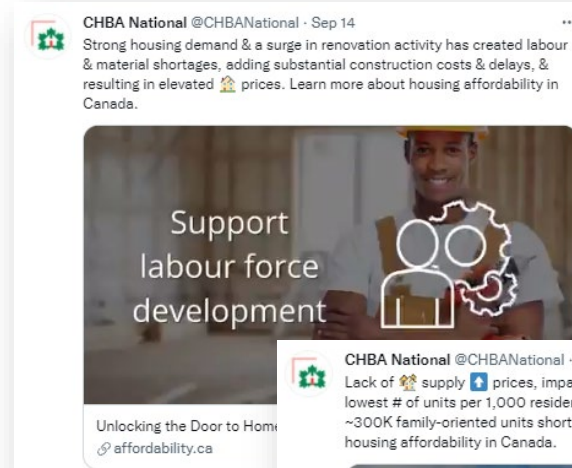 CHBA National @CHBANational · Sep 14
Strong housing demand & a surge in renovation activity has created labour
& material shortages, adding substantial construction costs & delays, &
resulting in elevated 🏠 prices. Learn more about housing affordability in
Canada.
Support
labour force
development
Unlocking the Door to Home
affordability.ca
CHBA National @CHBANational ·
Lack of 🏘 supply ⬆ prices, impa
lowest # of units per 1,000 reside
~300K family-oriented units short
housing affordability in Canada.